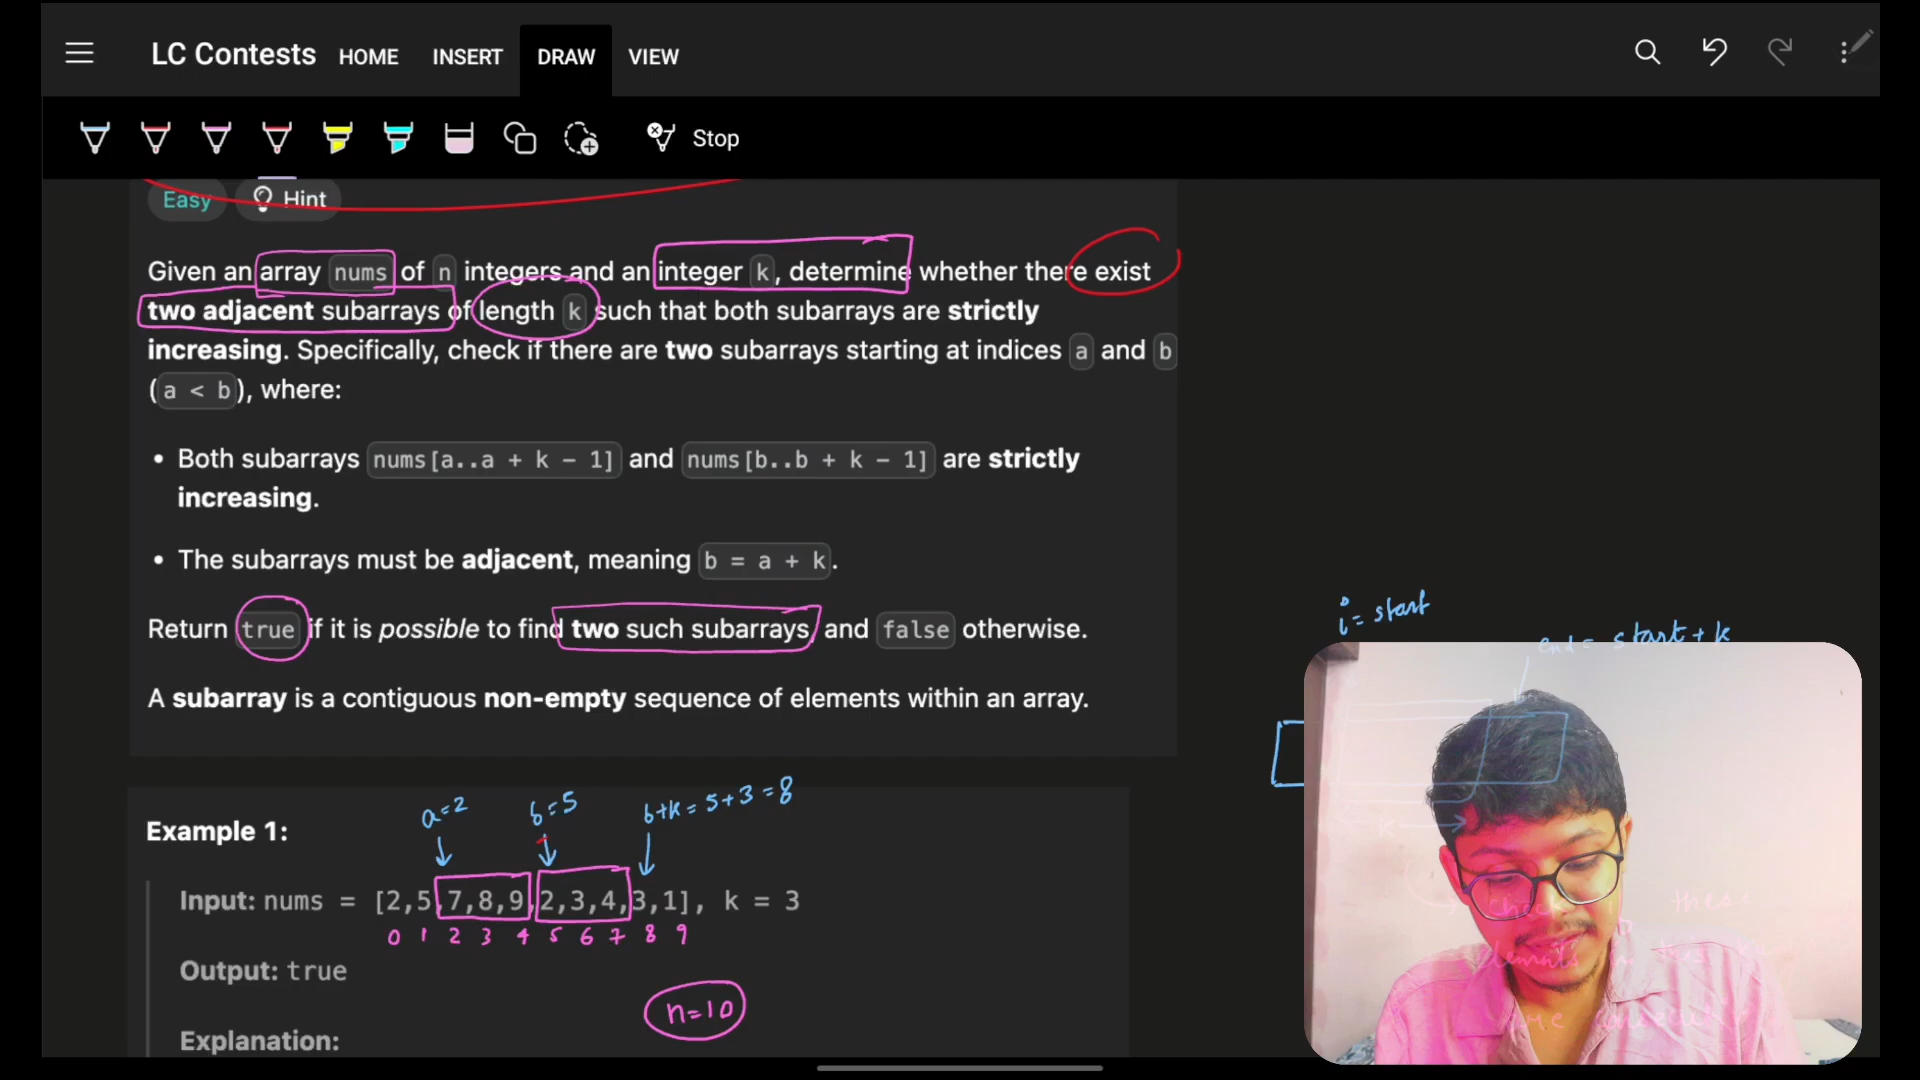 LC Contests HOME INSERT DRAW VIEW
Stop
Easy Hint
Given an array nums of n integers and an integer k, determine whether there exist
two adjacent subarrays of length k such that both subarrays are strictly
increasing. Specifically, check if there are two subarrays starting at indices a and b
(a < b), where:
• Both subarrays nums[a..a + k - 1] and nums[b..b + k - 1] are strictly
increasing.
• The subarrays must be adjacent, meaning b = a + k.
Return true if it is possible to find two such subarrays, and false otherwise.
A subarray is a contiguous non-empty sequence of elements within an array.
i = start
end = start + k
k
check these
elements in
are
a=2 b=5 b+k = 5+3 = 8
Example 1:
Input: nums = [2,5,7,8,9,2,3,4,3,1], k = 3
0 1 2 3 4 5 6 7 8 9
Output: true
n=10
Explanation: